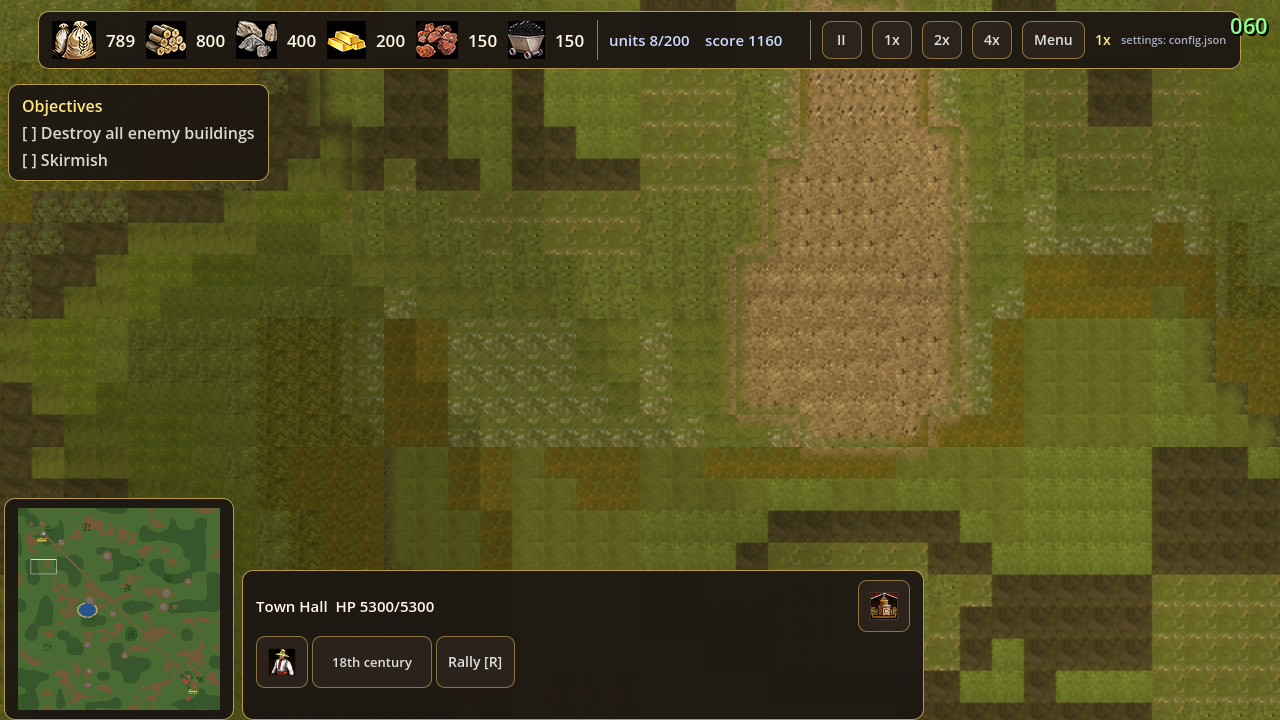 789 800 400 200 150 150 units 8/200 score 1160 II 1x 2x 4x Menu 1x settings: config.json 060
Objectives
[ ] Destroy all enemy buildings
[ ] Skirmish
Town Hall HP 5300/5300
18th century Rally [R]